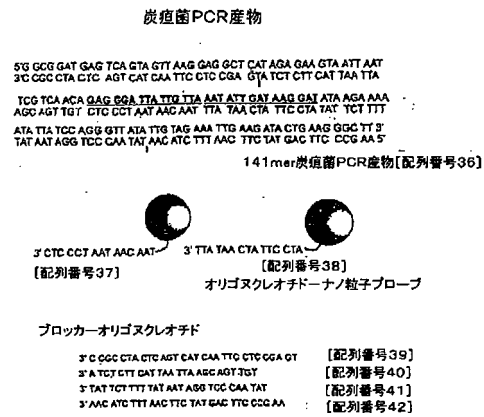 炭疽菌PCR産物
5'G GCG GAT GAG TCA GTA GTT AAG GAG GCT CAT AGA GAA GTA ATT AAT
3'C CGC CTA CTC AGT CAT CAA TTC CTC CGA GTA TCT CTT CAT TAA TTA
TCG TCA ACA GAG GGA TTA TTG TTA AAT ATT GAT AAG GAT ATA AGA AAA
AGC AGT TGT CTC CCT AAT AAC AAT TTA TAA CTA TTC CTA TAT TCT TTT
ATA TTA TCC AGG GTT ATA TTG TAG AAA TTG AAG ATA CTG AAG GGC TT 3'
TAT AAT AGG TCC CAA TAT AAC ATC TTT AAC TTC TAT GAC TTC CCG AA 5'
141mer炭疽菌PCR産物[配列番号36]
3' CTC CCT AAT AAC AAT
3' TTA TAA CTA TTC CTA
[配列番号37]
[配列番号38]
オリゴヌクレオチドーナノ粒子プローブ
ブロッカーオリゴヌクレオチド
3' C CGC CTA CTC AGT CAT CAA TTC CTC CGA GT [配列番号39]
3' A TCT CTT CAT TAA TTA AGC AGT TGT [配列番号40]
3' TAT TCT TTT TAT AAT AGG TCC CAA TAT [配列番号41]
3' AAC ATC TTT AAC TTC TAT GAC TTC CCG AA [配列番号42]